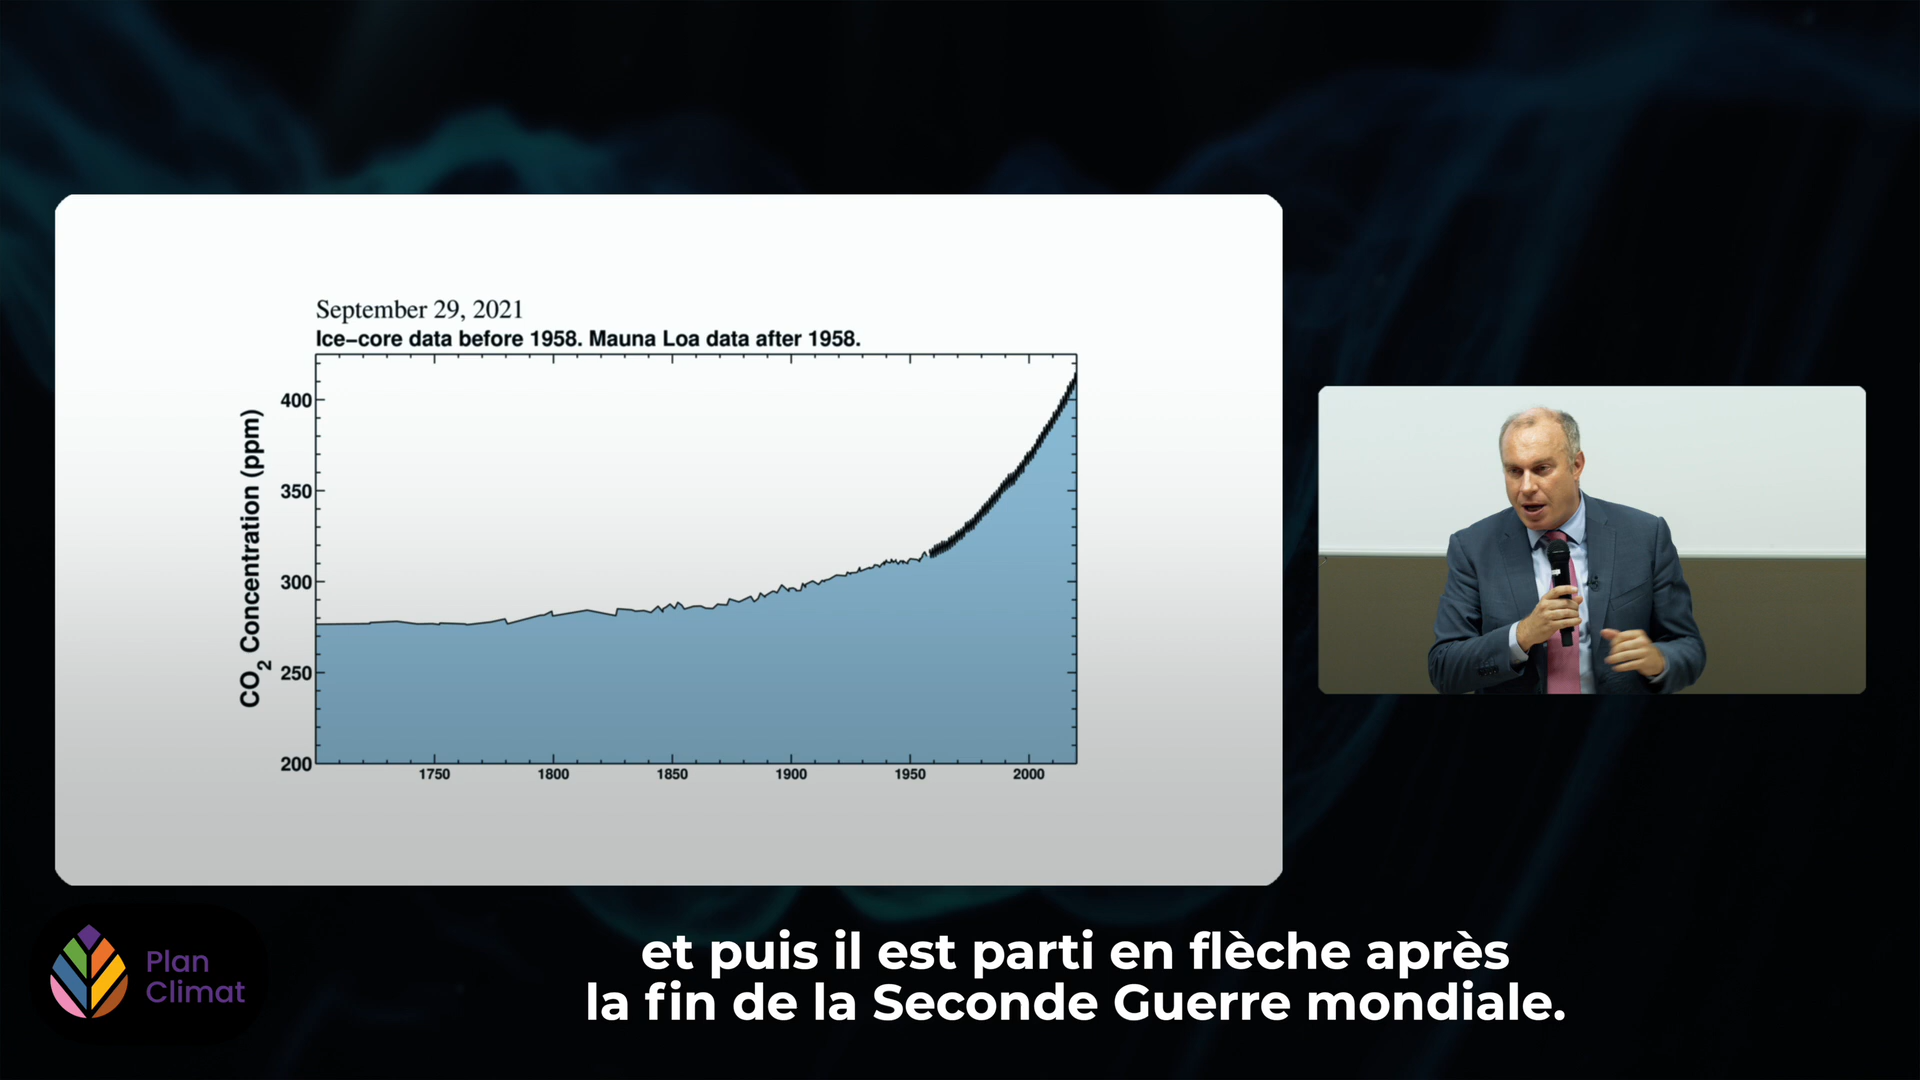 September 29, 2021
Ice-core data before 1958. Mauna Loa data after 1958.
CO2 Concentration (ppm)
400
350
300
250
200
1750 1800 1850 1900 1950 2000
Plan
Climat
et puis il est parti en flèche après
la fin de la Seconde Guerre mondiale.